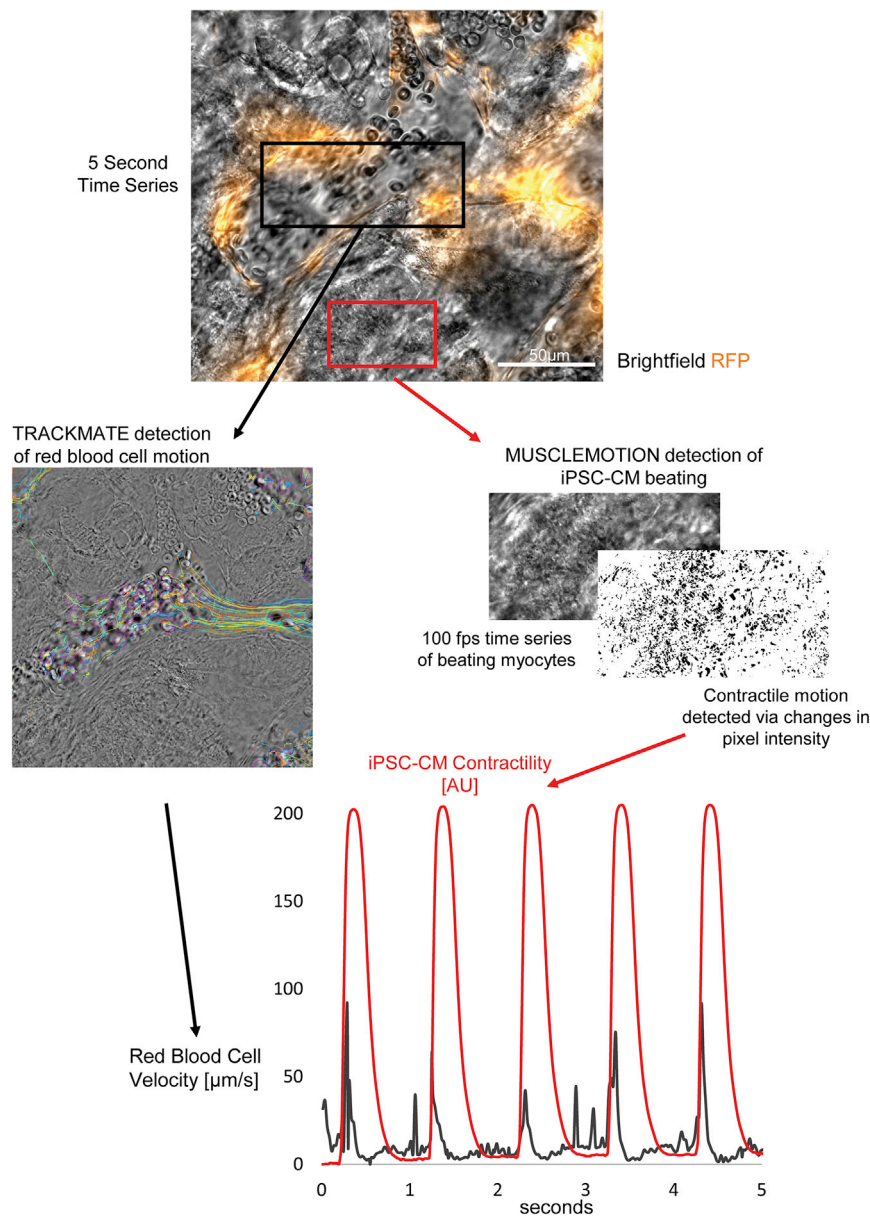 5 Second
Time Series
50µm
Brightfield RFP
TRACKMATE detection
of red blood cell motion
MUSCLEMOTION detection of
iPSC-CM beating
100 fps time series
of beating myocytes
Contractile motion
detected via changes in
pixel intensity
iPSC-CM Contractility
[AU]
200
150
100
50
0
Red Blood Cell
Velocity [µm/s]
0 1 2 3 4 5
seconds